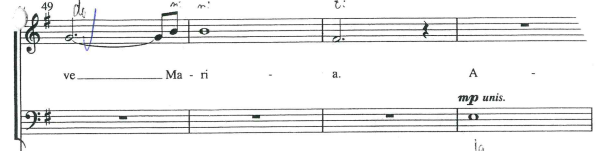 49
ve Ma - ri - a. A -
mp unis.